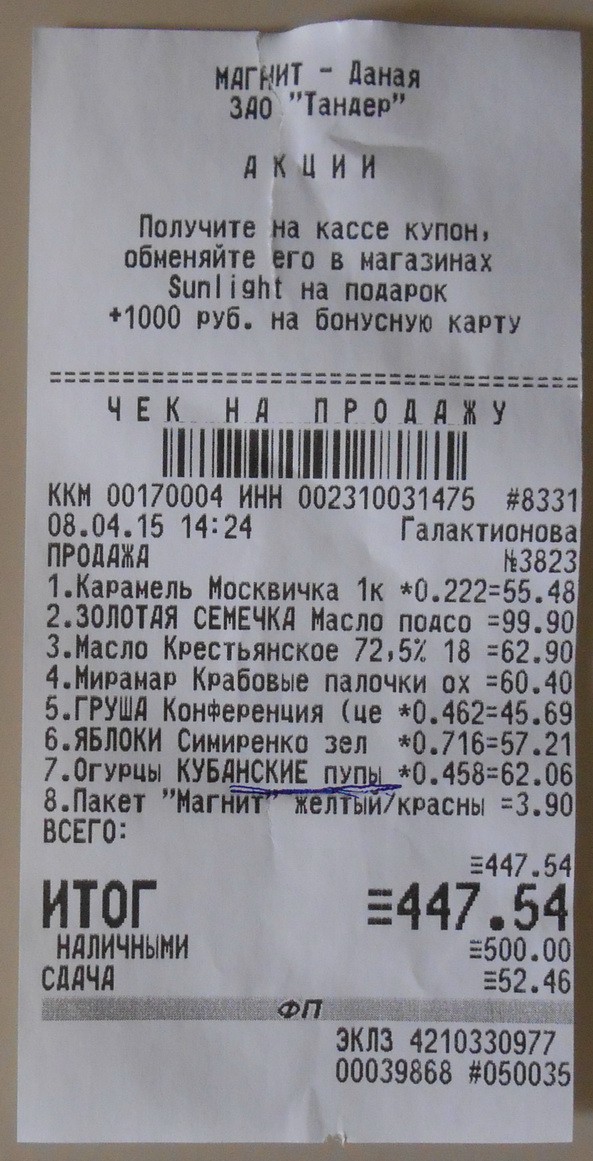 МАГНИТ - Даная
ЗАО "Тандер"
А К Ц И И
Получите на кассе купон,
обменяйте его в магазинах
Sunlight на подарок
+1000 руб. на бонусную карту
================================================
Ч Е К  Н А  П Р О Д А Ж У
ККМ 00170004 ИНН 002310031475 #8331
08.04.15 14:24 Галактионова
ПРОДАЖА №3823
1.Карамель Москвичка 1к *0.222=55.48
2.ЗОЛОТАЯ СЕМЕЧКА Масло подсо =99.90
3.Масло Крестьянское 72,5% 18 =62.90
4.Мирамар Крабовые палочки ох =60.40
5.ГРУША Конференция (це *0.462=45.69
6.ЯБЛОКИ Симиренко зел *0.716=57.21
7.Огурцы КУБАНСКИЕ пупы *0.458=62.06
8.Пакет "Магнит" желтый/красны =3.90
ВСЕГО:
≡447.54
ИТОГ ≡447.54
НАЛИЧНЫМИ ≡500.00
СДАЧА ≡52.46
ФП
ЭКЛЗ 4210330977
00039868 #050035